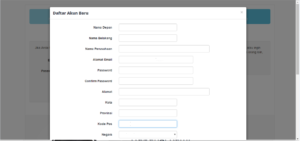 Daftar Akun Baru
×
Nama Depan
Nama Belakang
Nama Perusahaan
Alamat Email
Password
Confirm Password
Alamat
Kota
Provinsi
Kode Pos
Negara